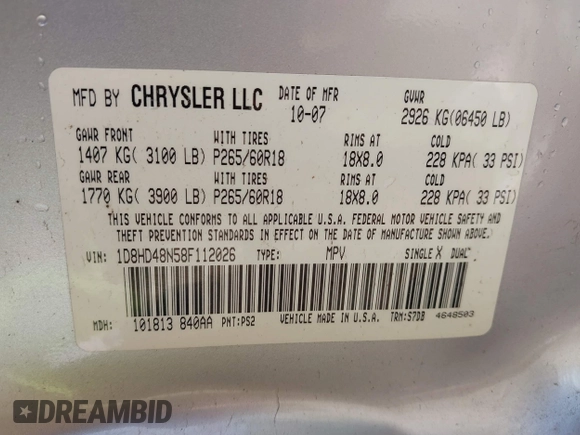 MFD BY CHRYSLER LLC DATE OF MFR GVWR
10-07 2926 KG(06450 LB)
GAWR FRONT WITH TIRES RIMS AT COLD
1407 KG( 3100 LB) P265/60R18 18X8.0 228 KPA( 33 PSI)
GAWR REAR WITH TIRES RIMS AT COLD
1770 KG( 3900 LB) P265/60R18 18X8.0 228 KPA( 33 PSI)
THIS VEHICLE CONFORMS TO ALL APPLICABLE U.S.A. FEDERAL MOTOR VEHICLE SAFETY AND
THEFT PREVENTION STANDARDS IN EFFECT ON THE DATE OF MANUFACTURE SHOWN ABOVE.
VIN: 1D8HD48N58F112026 TYPE: MPV SINGLE X DUAL
MDH: 101813 840AA PNT:PS2 VEHICLE MADE IN U.S.A. TRM:S7DB 4648503
DREAMBID